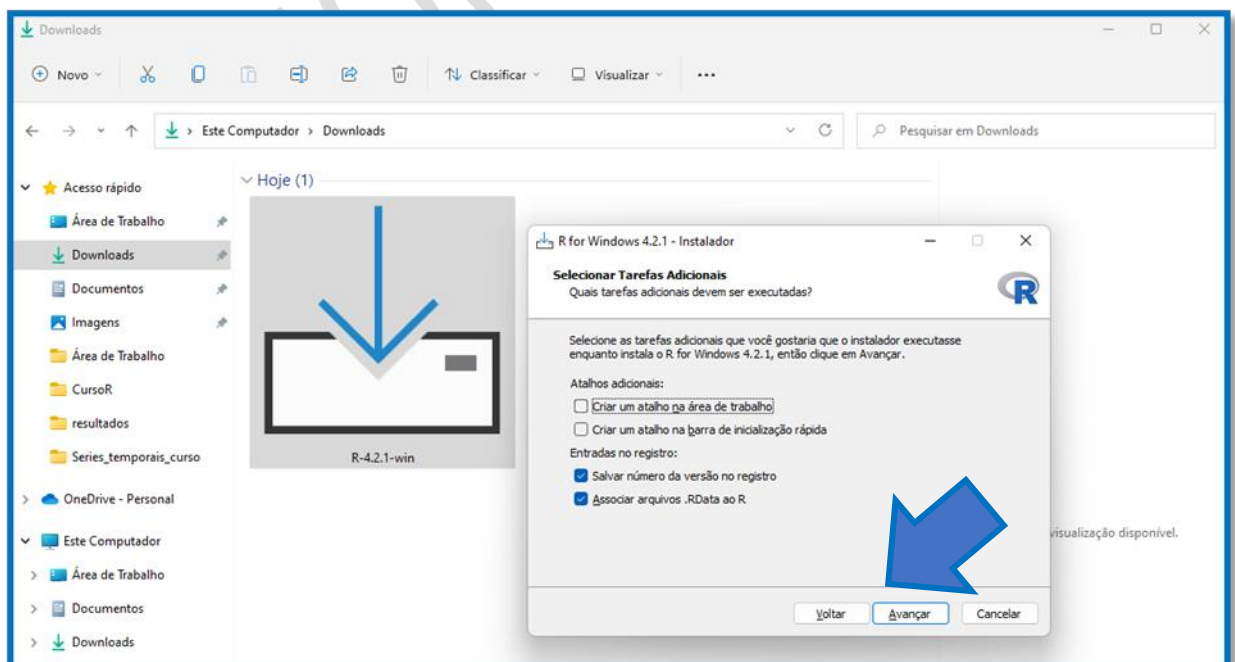 Downloads
Novo
Classificar
Visualizar
Este Computador > Downloads
Pesquisar em Downloads
Acesso rápido
Área de Trabalho
Downloads
Documentos
Imagens
Área de Trabalho
CursoR
resultados
Series_temporais_curso
OneDrive - Personal
Este Computador
Área de Trabalho
Documentos
Downloads
Hoje (1)
R-4.2.1-win
R for Windows 4.2.1 - Instalador
Selecionar Tarefas Adicionais
Quais tarefas adicionais devem ser executadas?
R
Selecione as tarefas adicionais que você gostaria que o instalador executasse
enquanto instala o R for Windows 4.2.1, então clique em Avançar.
Atalhos adicionais:
Criar um atalho na área de trabalho
Criar um atalho na barra de inicialização rápida
Entradas no registro:
Salvar número da versão no registro
Associar arquivos .RData ao R
Voltar
Avançar
Cancelar
visualização disponível.